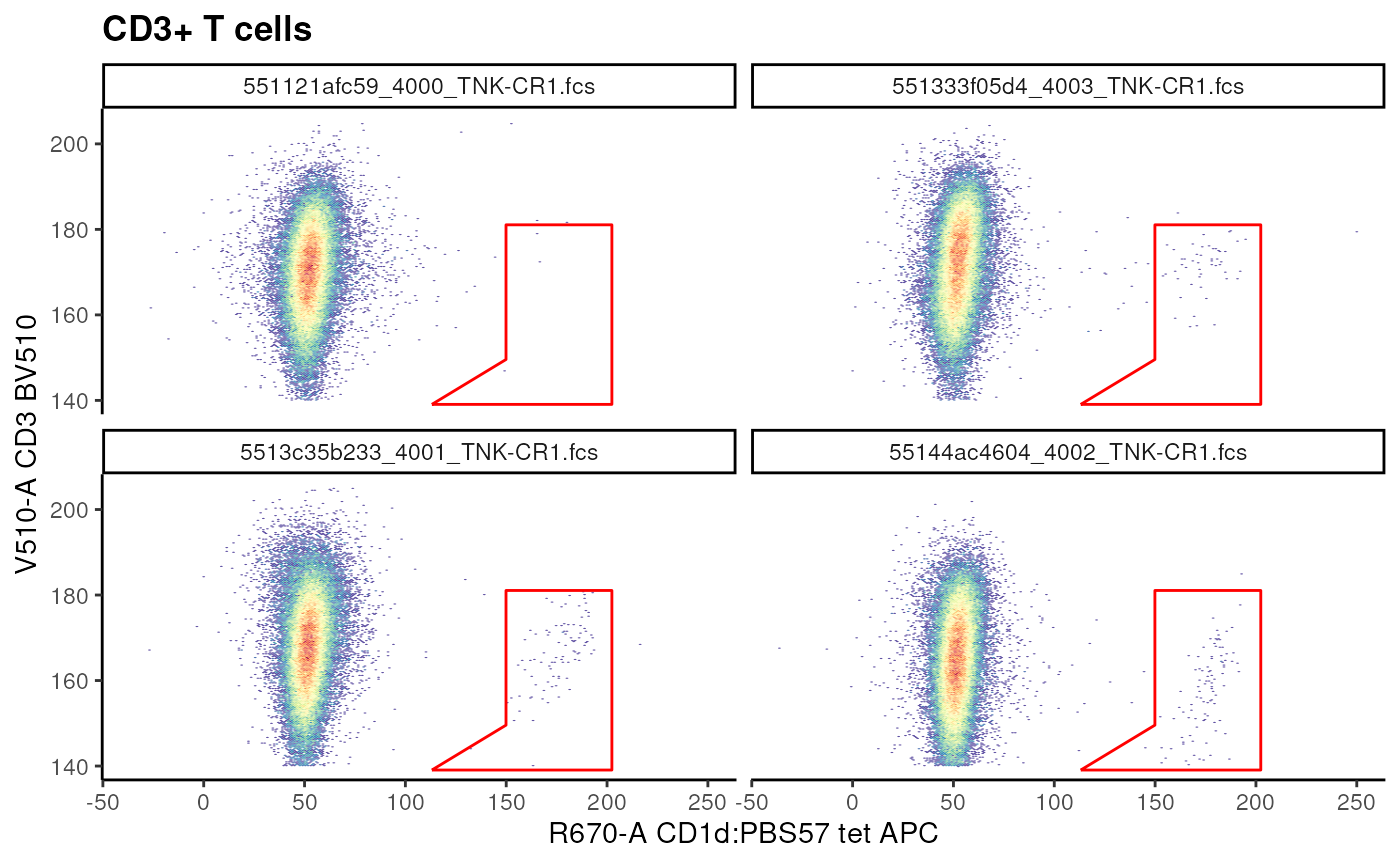 CD3+ T cells
551121afc59_4000_TNK-CR1.fcs
551333f05d4_4003_TNK-CR1.fcs
200
180
160
140
5513c35b233_4001_TNK-CR1.fcs
55144ac4604_4002_TNK-CR1.fcs
200
180
160
140
V510-A CD3 BV510
-50 0 50 100 150 200 250 -50 0 50 100 150 200 250
R670-A CD1d:PBS57 tet APC